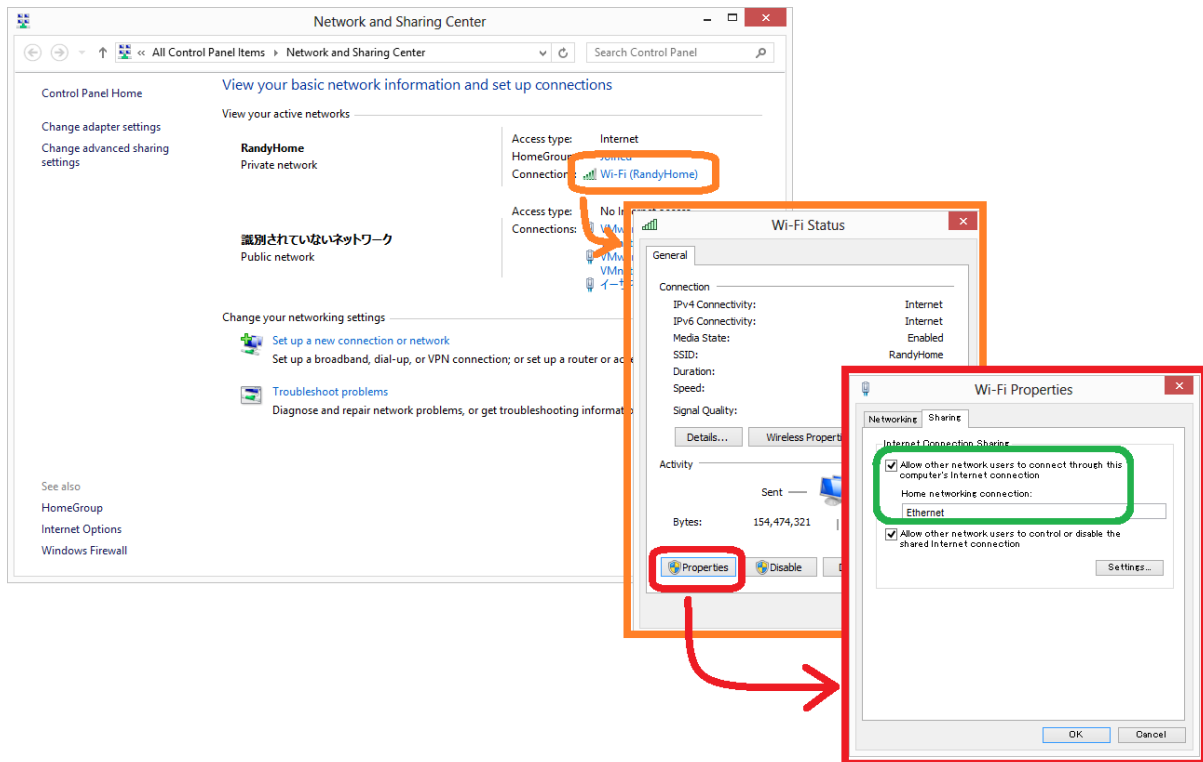 Network and Sharing Center
« All Control Panel Items Network and Sharing Center
Search Control Panel
Control Panel Home
Change adapter settings
Change advanced sharing
settings
View your basic network information and set up connections
View your active networks
RandyHome
Private network
Access type: Internet
HomeGroup Joined
Connections: Wi-Fi (RandyHome)
識別されていないネットワーク
Public network
Access type: No Internet access
Connections:
Change your networking settings
Set up a new connection or network
Set up a broadband, dial-up, or VPN connection; or set up a router or
Troubleshoot problems
Diagnose and repair network problems, or get troubleshooting
See also
HomeGroup
Internet Options
Windows Firewall
Wi-Fi Status
General
Connection
IPv4 Connectivity: Internet
IPv6 Connectivity: Internet
Media State: Enabled
SSID: RandyHome
Duration:
Speed:
Signal Quality:
Details... Wireless
Activity
Sent
Bytes: 154,474,321
Properties Disable
Wi-Fi Properties
Networking Sharing
Internet Connection Sharing
Allow other network users to connect through this
computer's Internet connection
Home networking connection:
Ethernet
Allow other network users to control or disable the
shared Internet connection
Settings...
OK Cancel